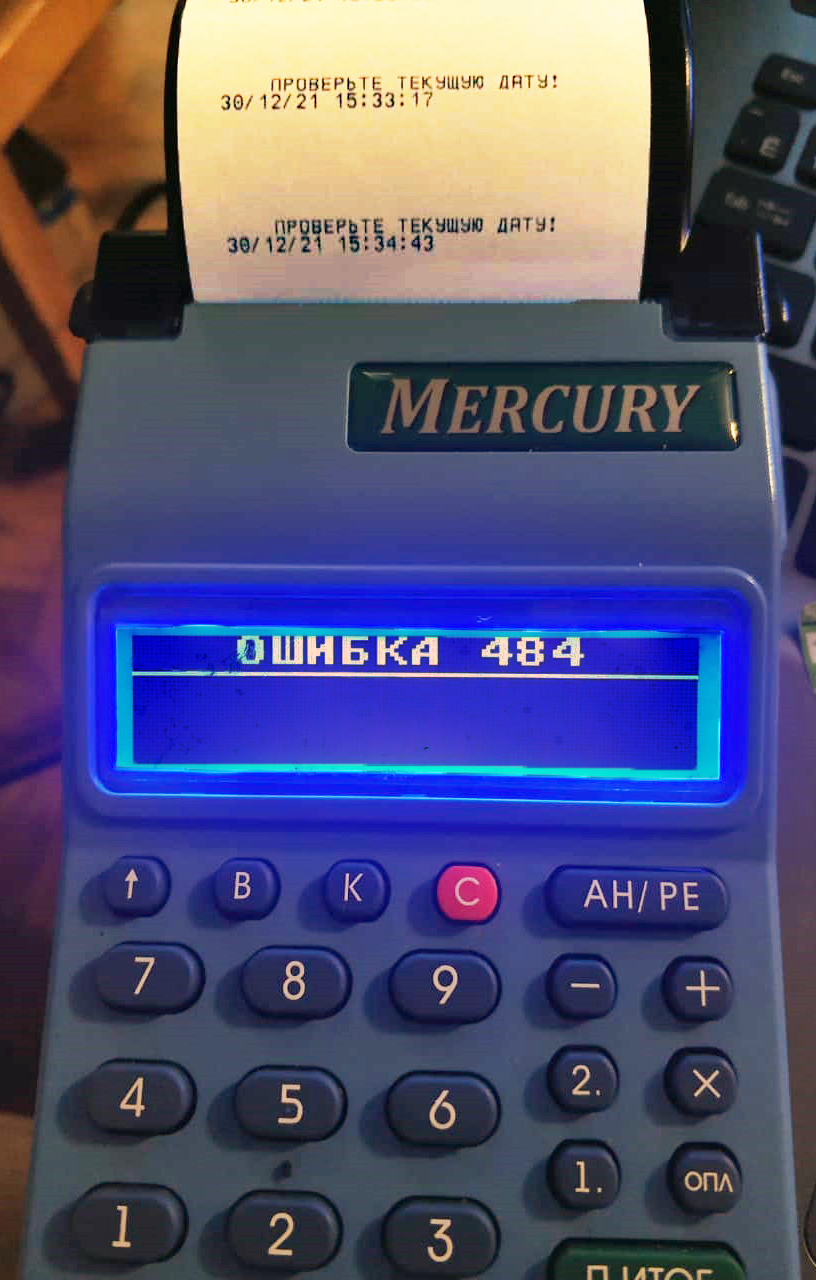 ПРОВЕРЬТЕ ТЕКУЩУЮ ДАТУ!
30/12/21 15:33:17
ПРОВЕРЬТЕ ТЕКУЩУЮ ДАТУ!
30/12/21 15:34:43
MERCURY
ОШИБКА 484
↑ В К С АН/РЕ
7 8 9 − +
4 5 6 2. X
1. ОПЛ
1 2 3